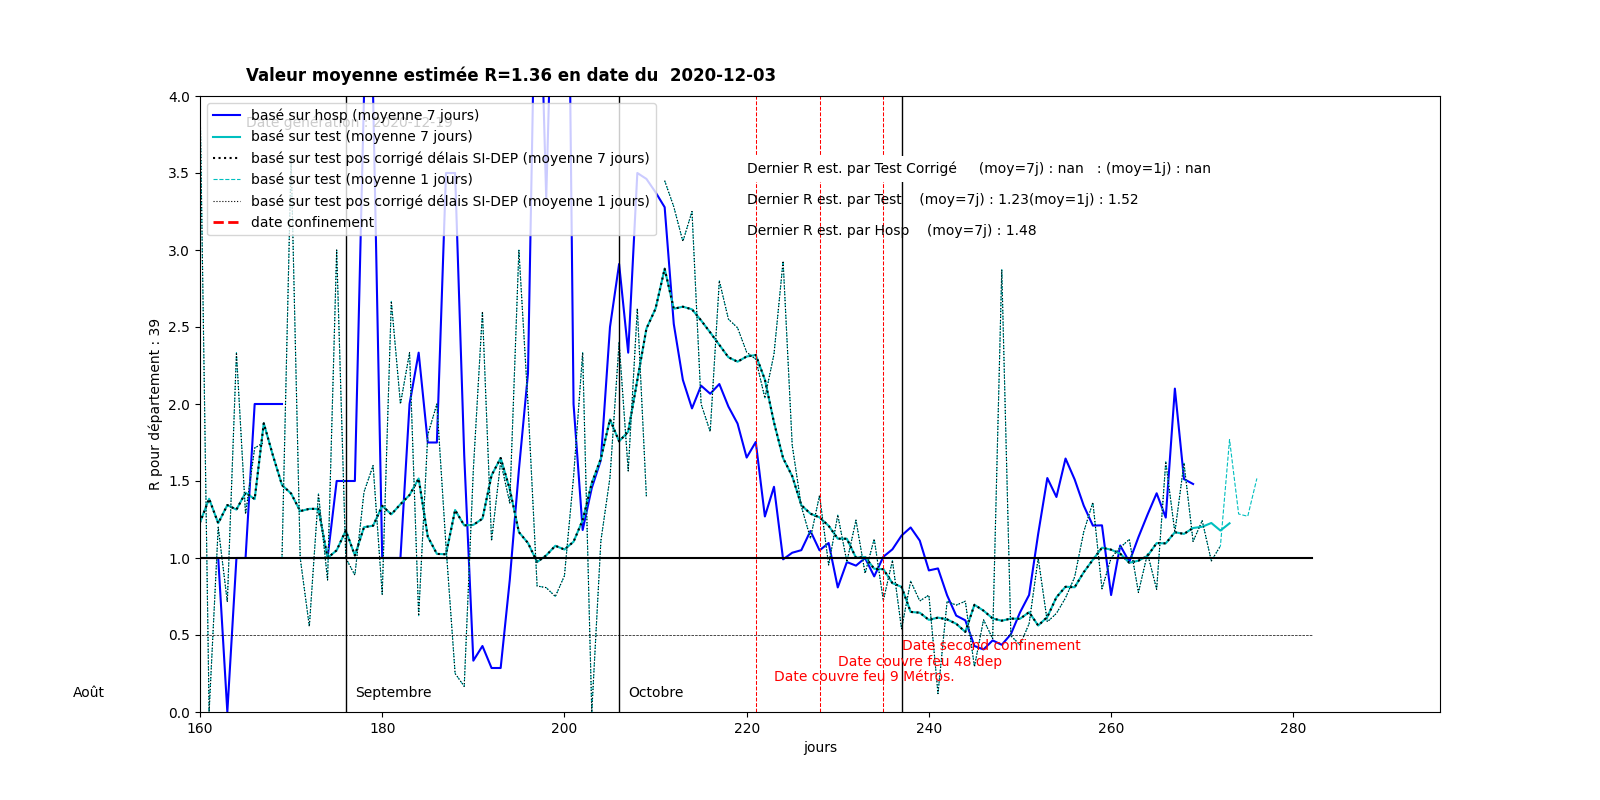 Valeur moyenne estimée R=1.36 en date du  2020-12-03
Date génération : 2020-12-19
basé sur hosp (moyenne 7 jours)
basé sur test (moyenne 7 jours)
basé sur test pos corrigé délais SI-DEP (moyenne 7 jours)
basé sur test (moyenne 1 jours)
basé sur test pos corrigé délais SI-DEP (moyenne 1 jours)
date confinement
Dernier R est. par Test Corrigé     (moy=7j) : nan   : (moy=1j) : nan
Dernier R est. par Test    (moy=7j) : 1.23(moy=1j) : 1.52
Dernier R est. par Hosp    (moy=7j) : 1.48
R pour département : 39
4.0
3.5
3.0
2.5
2.0
1.5
1.0
0.5
0.0
Date second confinement
Date couvre feu 48 dep
Date couvre feu 9 Métros.
Août
Septembre
Octobre
160 180 200 220 240 260 280
jours